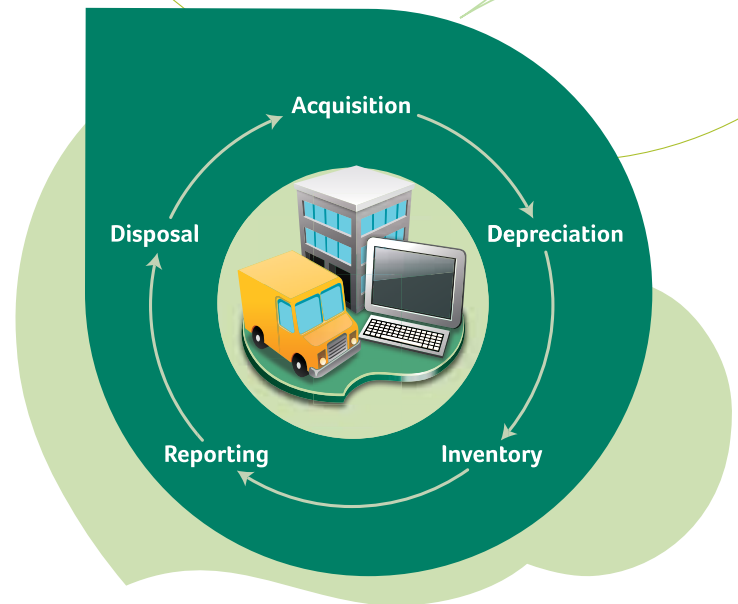 Acquisition
Depreciation
Inventory
Reporting
Disposal